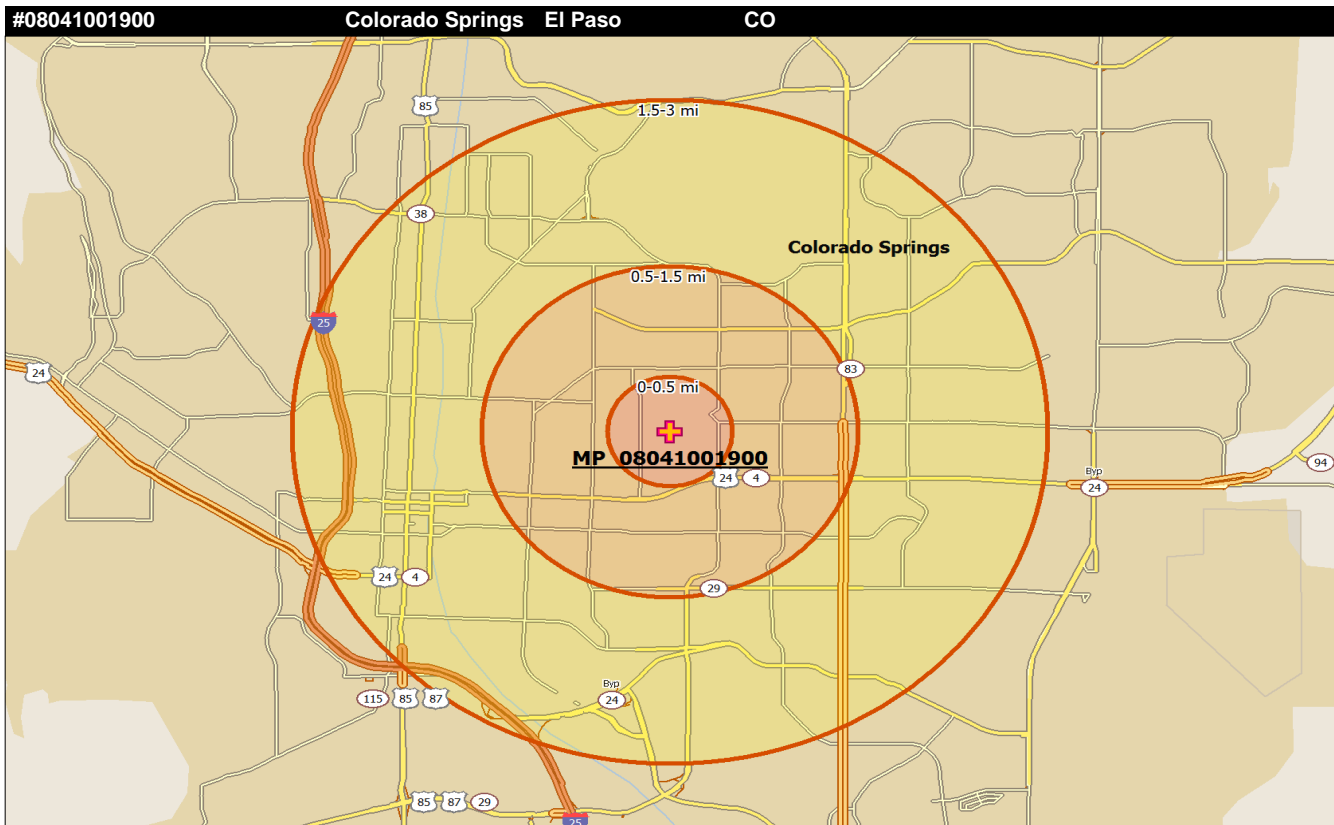 #08041001900 Colorado Springs El Paso CO
85
1.5-3 mi
38
Colorado Springs
0.5-1.5 mi
25
24
83
0-0.5 mi
MP 08041001900
94
24 4
Byp
24
24 4
29
Byp
24
115 85 87
85 87 29
25